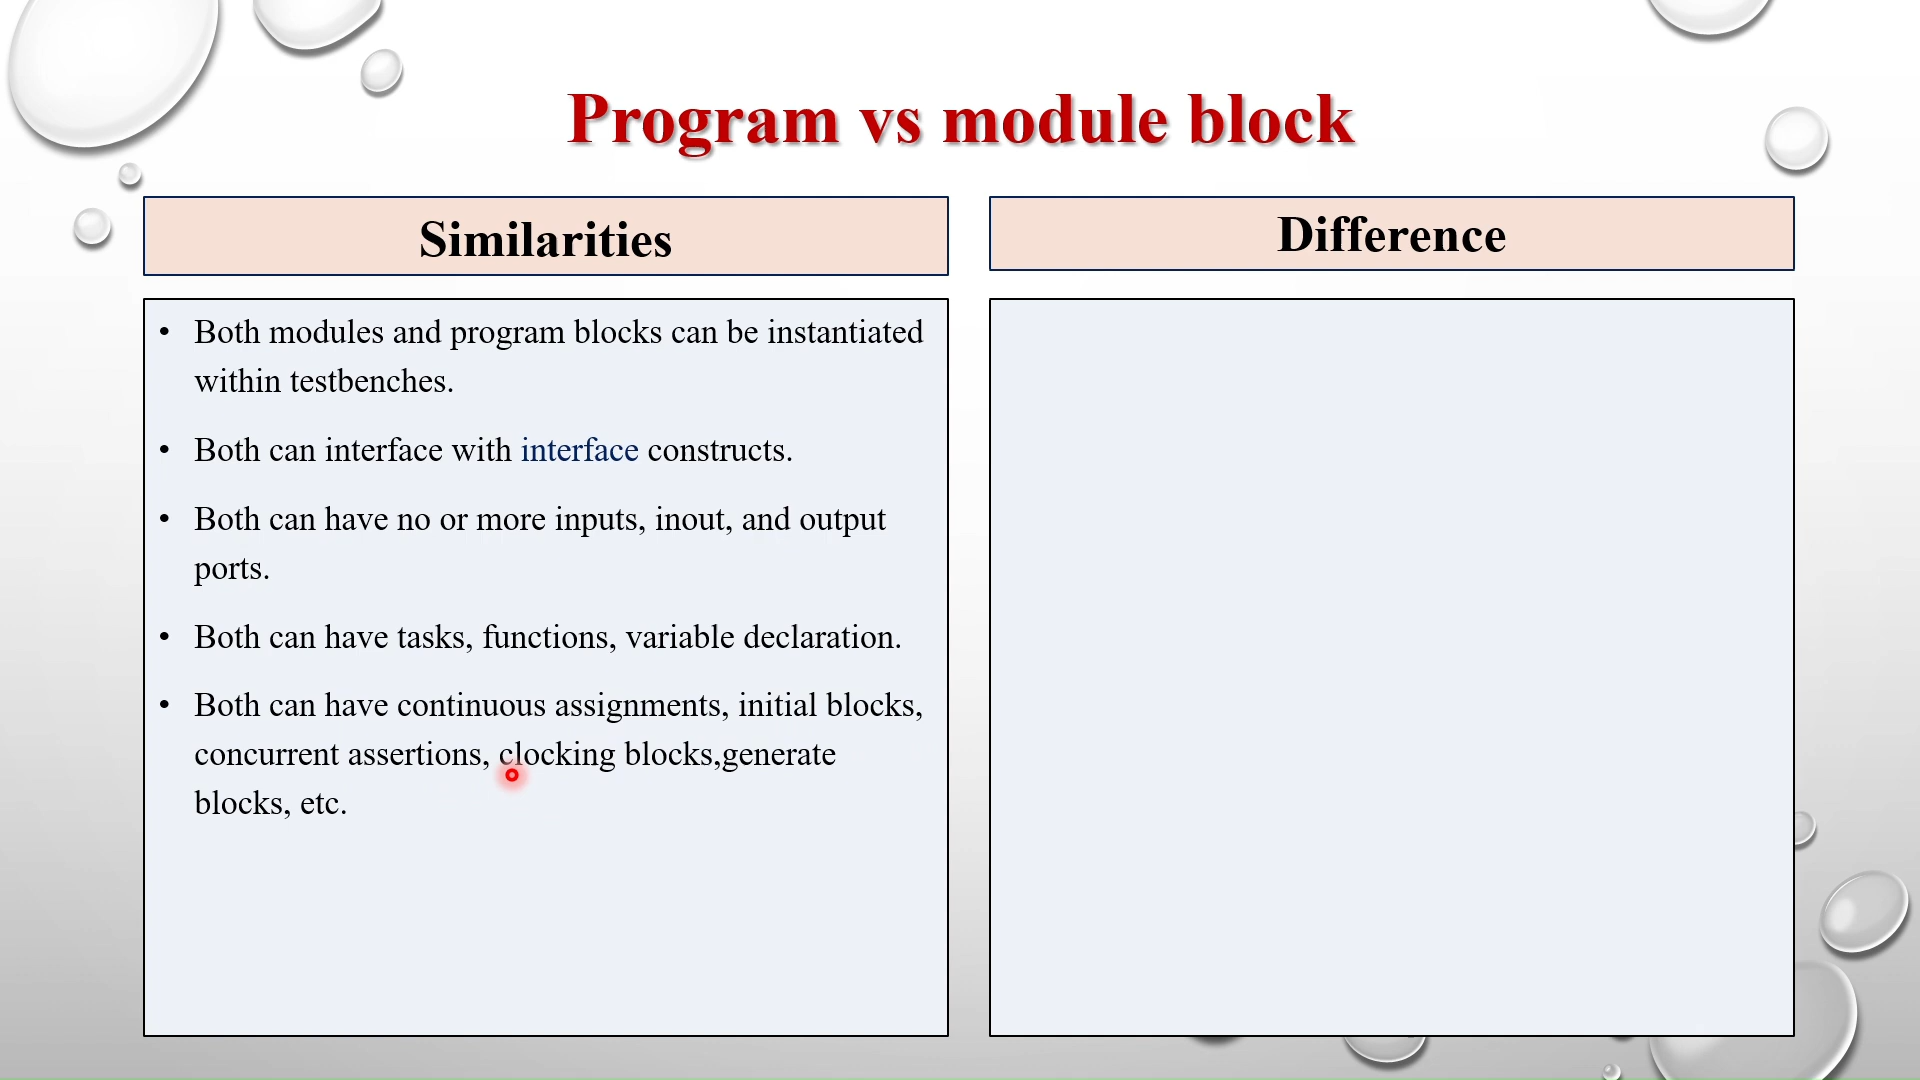 Program vs module block
Similarities
• Both modules and program blocks can be instantiated
within testbenches.
• Both can interface with interface constructs.
• Both can have no or more inputs, inout, and output
ports.
• Both can have tasks, functions, variable declaration.
• Both can have continuous assignments, initial blocks,
concurrent assertions, clocking blocks,generate
blocks, etc.
Difference